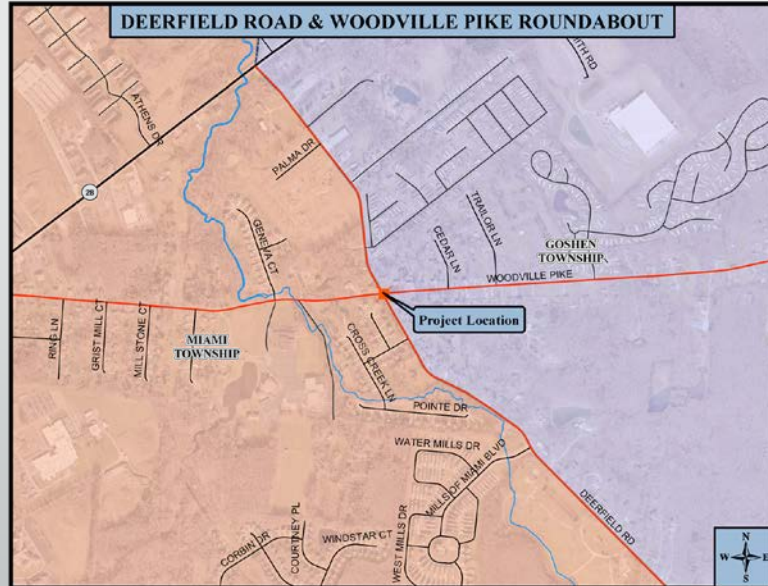 DEERFIELD ROAD & WOODVILLE PIKE ROUNDABOUT
ITH RD
ATHENS DR
28
PALMA DR
GENEVA CT
CEDAR LN
TRAILOR LN
GOSHEN
TOWNSHIP
WOODVILLE PIKE
Project Location
RING LN
GRIST MILL CT
MILL STONE CT
MIAMI
TOWNSHIP
CROSS CREEK LN
POINTE DR
WATER MILLS DR
MILLS OF MIAMI BLVD
DEERFIELD RD
CORBIN DR
COURTNEY PL
WINDSTAR CT
WEST MILLS DR
N
W E
S